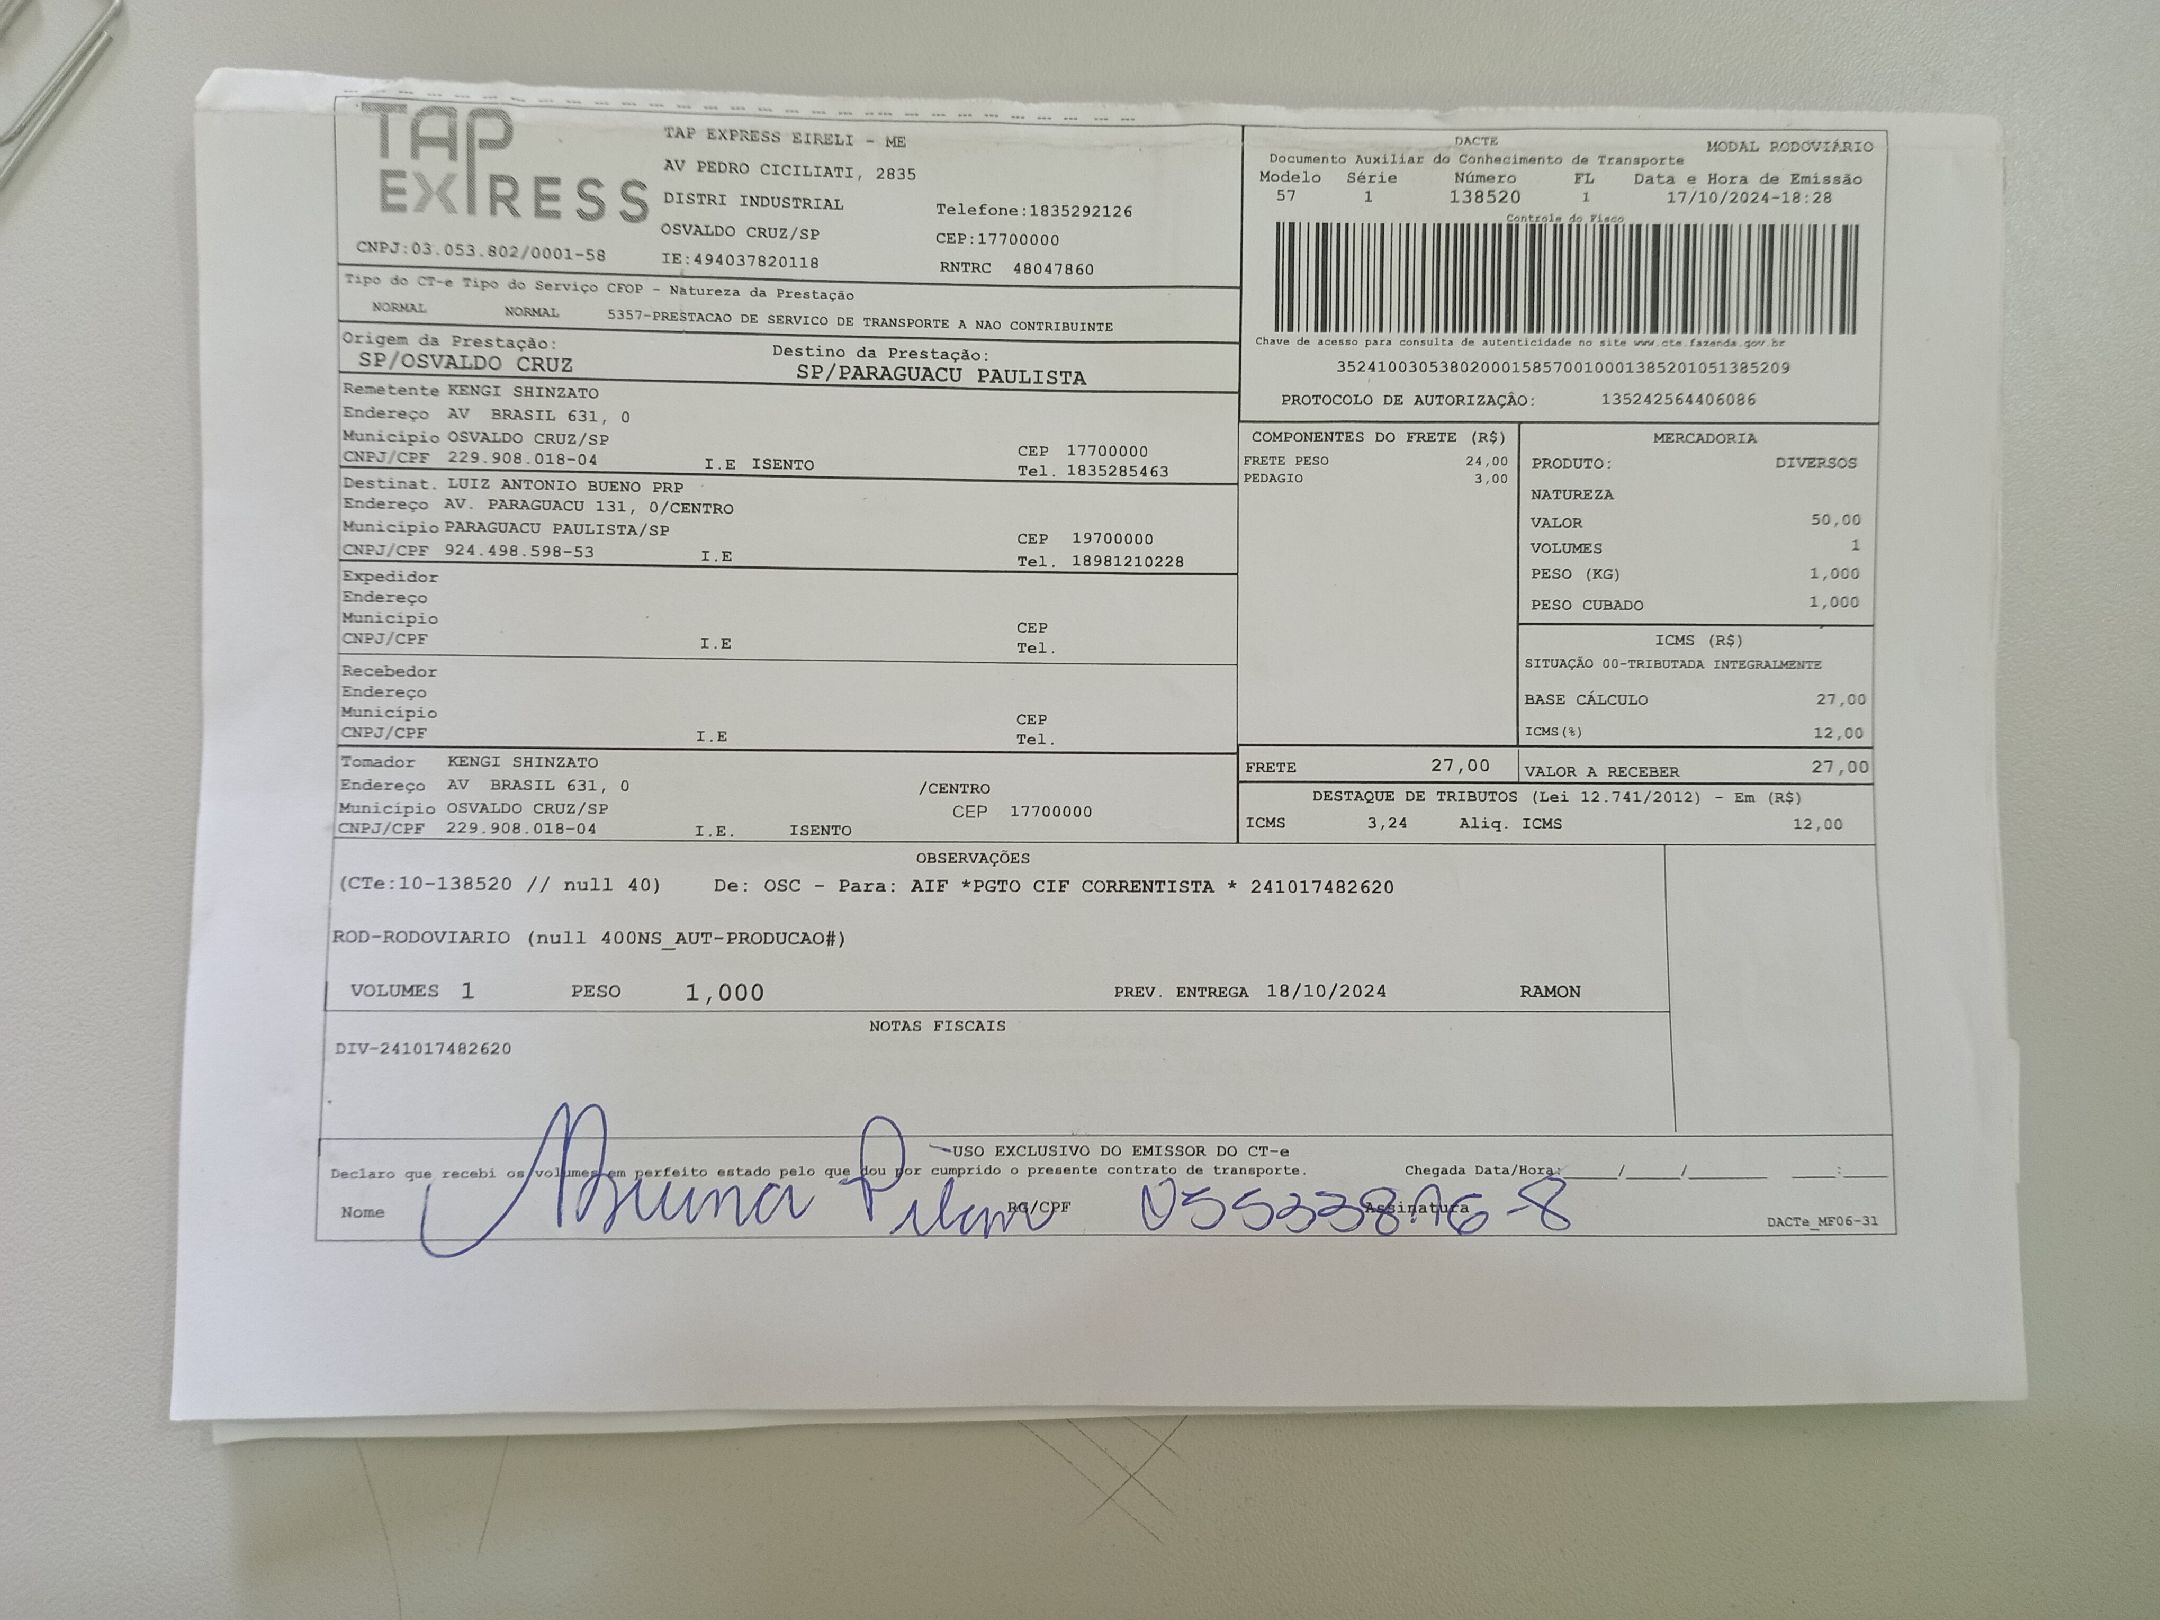 TAP EXPRESS
TAP EXPRESS EIRELI - ME
AV PEDRO CICILIATI, 2835
DISTRI INDUSTRIAL Telefone:1835292126
OSVALDO CRUZ/SP CEP:17700000
CNPJ:03.053.802/0001-58 IE:494037820118 RNTRC 48047860
DACTE MODAL RODOVIÁRIO
Documento Auxiliar do Conhecimento de Transporte
Modelo Série Número FL Data e Hora de Emissão
57 1 138520 1 17/10/2024-18:28
Controle do Fisco
Chave de acesso para consulta de autenticidade no site www.cte.fazenda.gov.br
35241003053802000158570010001385201051385209
PROTOCOLO DE AUTORIZAÇÂO: 135242564406086
Tipo do CT-e Tipo do Serviço CFOP - Natureza da Prestação
NORMAL NORMAL 5357-PRESTACAO DE SERVICO DE TRANSPORTE A NAO CONTRIBUINTE
Origem da Prestação: Destino da Prestação:
SP/OSVALDO CRUZ SP/PARAGUACU PAULISTA
Remetente KENGI SHINZATO
Endereço AV BRASIL 631, 0
Município OSVALDO CRUZ/SP CEP 17700000
CNPJ/CPF 229.908.018-04 I.E ISENTO Tel. 1835285463
Destinat. LUIZ ANTONIO BUENO PRP
Endereço AV. PARAGUACU 131, 0/CENTRO
Município PARAGUACU PAULISTA/SP CEP 19700000
CNPJ/CPF 924.498.598-53 I.E Tel. 18981210228
Expedidor
Endereço
Município CEP
CNPJ/CPF I.E Tel.
Recebedor
Endereço
Município CEP
CNPJ/CPF I.E Tel.
Tomador KENGI SHINZATO
Endereço AV BRASIL 631, 0 /CENTRO
Município OSVALDO CRUZ/SP CEP 17700000
CNPJ/CPF 229.908.018-04 I.E. ISENTO
COMPONENTES DO FRETE (R$)
FRETE PESO 24,00
PEDAGIO 3,00
MERCADORIA
PRODUTO: DIVERSOS
NATUREZA
VALOR 50,00
VOLUMES 1
PESO (KG) 1,000
PESO CUBADO 1,000
ICMS (R$)
SITUAÇÃO 00-TRIBUTADA INTEGRALMENTE
BASE CÁLCULO 27,00
ICMS(%) 12,00
FRETE 27,00 VALOR A RECEBER 27,00
DESTAQUE DE TRIBUTOS (Lei 12.741/2012) - Em (R$)
ICMS 3,24 Aliq. ICMS 12,00
OBSERVAÇÕES
(CTe:10-138520 // null 40) De: OSC - Para: AIF *PGTO CIF CORRENTISTA * 241017482620
ROD-RODOVIARIO (null 400NS_AUT-PRODUCAO#)
VOLUMES 1 PESO 1,000 PREV. ENTREGA 18/10/2024 RAMON
NOTAS FISCAIS
DIV-241017482620
USO EXCLUSIVO DO EMISSOR DO CT-e
Declaro que recebi os volumes em perfeito estado pelo que dou por cumprido o presente contrato de transporte. Chegada Data/Hora:____/____/______ ____:____
Nome Bruna RG/CPF Assinatura
DACTe_MF06-31